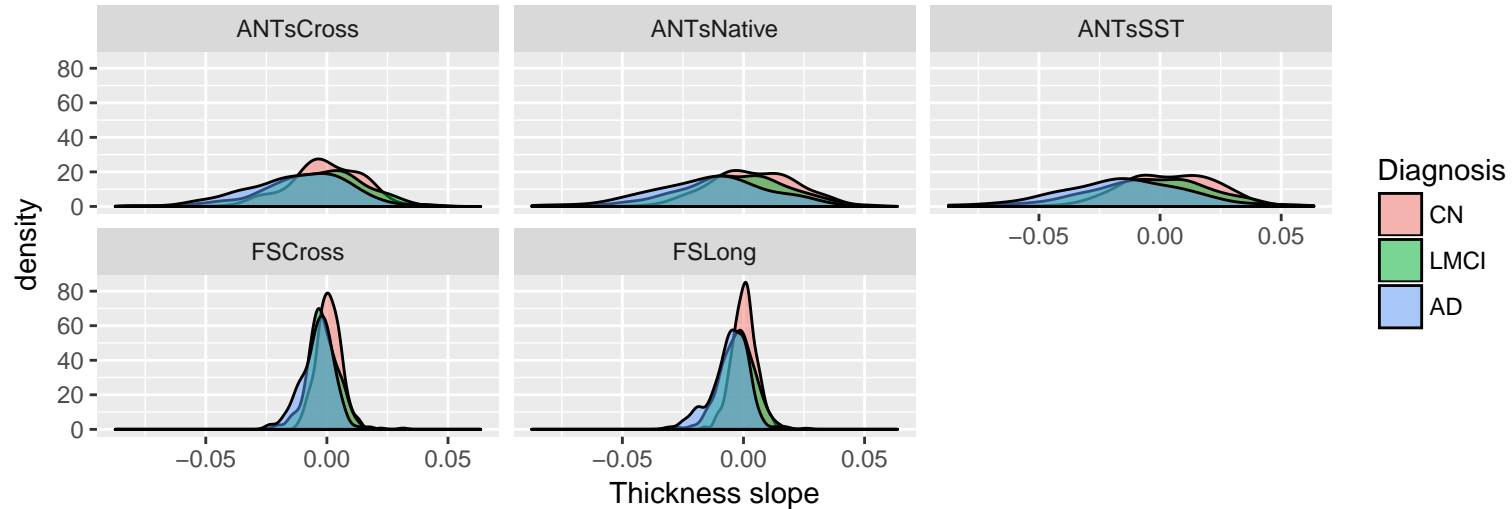 ANTsCross ANTsNative ANTsSST
80
60
40
20
0
−0.05 0.00 0.05
FSCross FSLong
80
60
40
20
0
−0.05 0.00 0.05 −0.05 0.00 0.05
density
Thickness slope
Diagnosis
CN
LMCI
AD